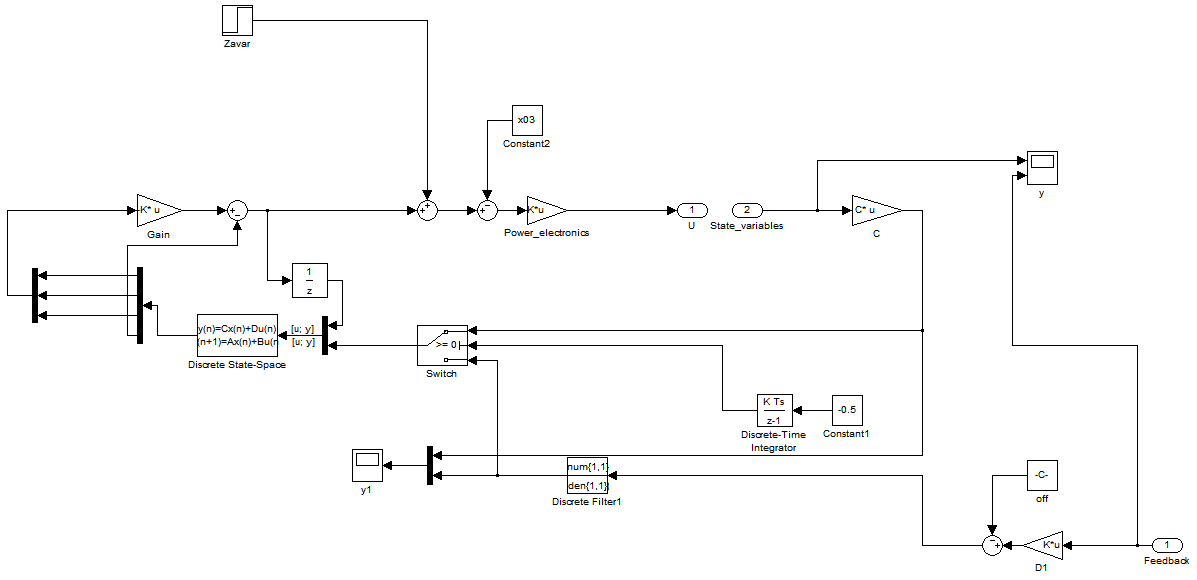 Zavar
x03
Constant2
K* u
Gain
K*u
Power_electronics
1
U
2
State_variables
C* u
C
y
1
z
y(n)=Cx(n)+Du(n)
(n+1)=Ax(n)+Bu(n
[u; y]
[u; y]
Discrete State-Space
>= 0
Switch
K Ts
z-1
Discrete-Time
Integrator
-0.5
Constant1
y1
num{1,1}
den{1,1}
Discrete Filter1
-C-
off
K*u
D1
1
Feedback